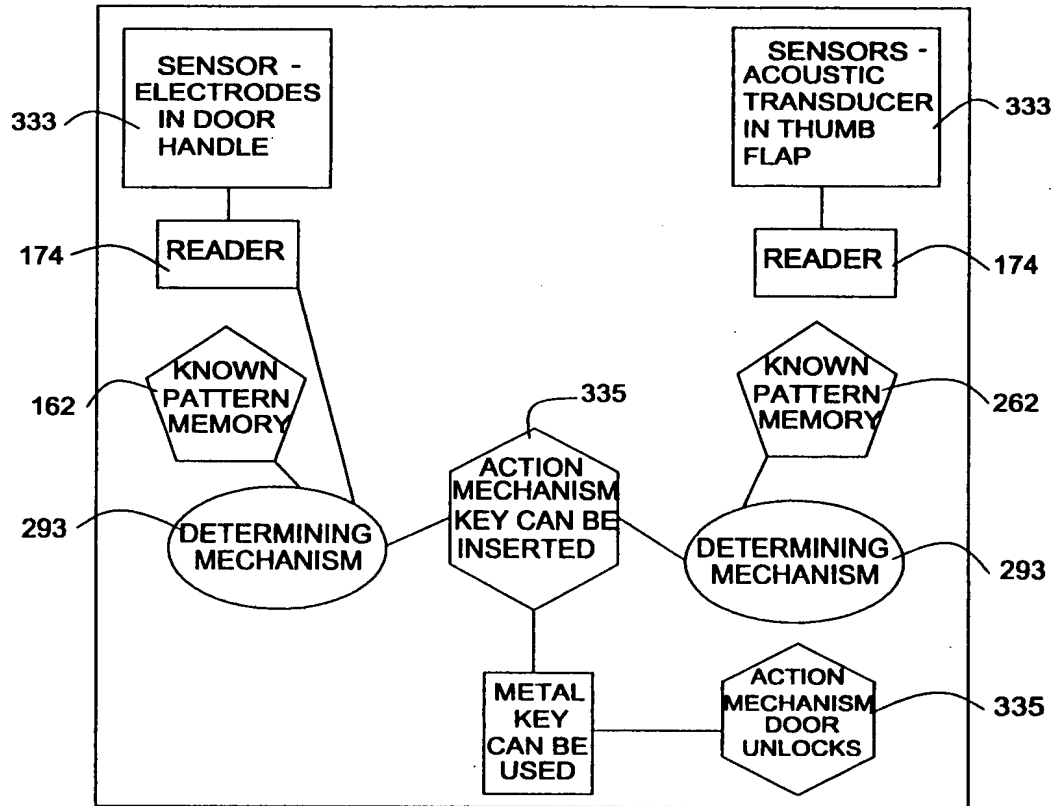 SENSOR -
ELECTRODES
IN DOOR
HANDLE
333
SENSORS -
ACOUSTIC
TRANSDUCER
IN THUMB
FLAP
333
READER
174
READER
174
KNOWN
PATTERN
MEMORY
162
KNOWN
PATTERN
MEMORY
262
335
ACTION
MECHANISM
KEY CAN BE
INSERTED
293
DETERMINING
MECHANISM
DETERMINING
MECHANISM
293
METAL
KEY
CAN BE
USED
ACTION
MECHANISM
DOOR
UNLOCKS
335